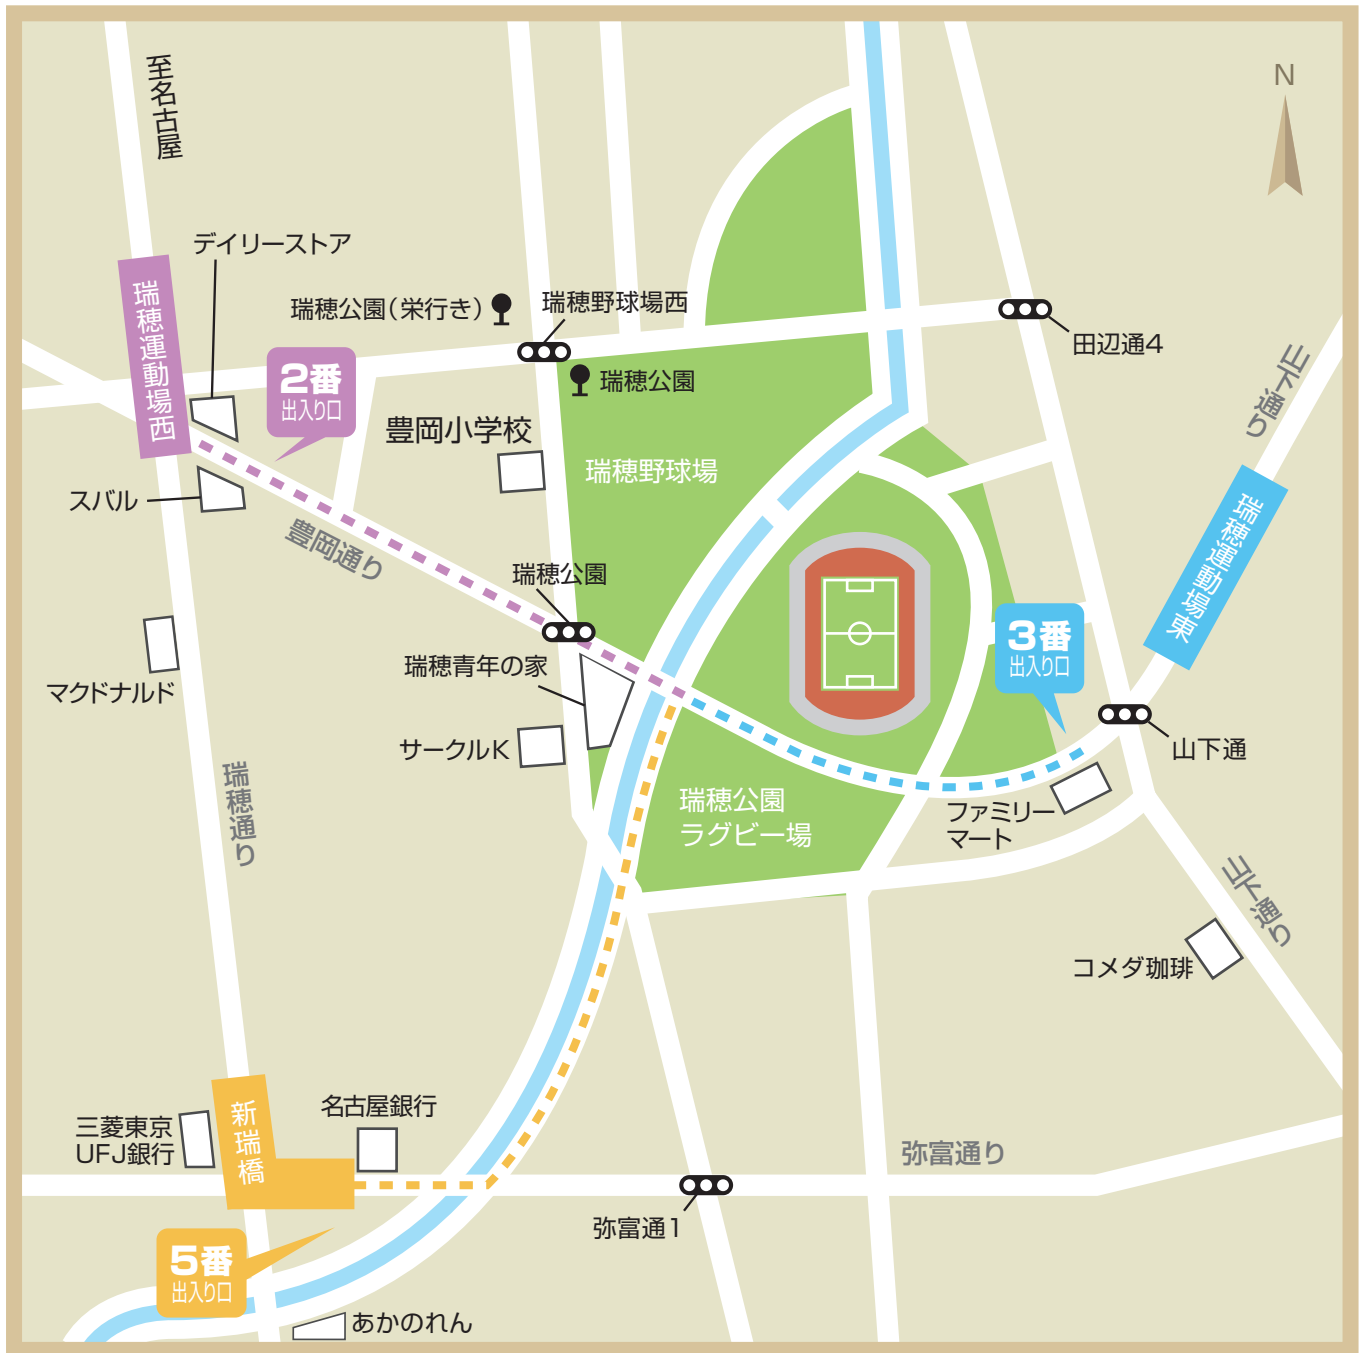 至名古屋
N
デイリーストア
瑞穂公園（栄行き）
瑞穂野球場西
瑞穂運動場西
田辺通4
山下通り
2番
出入り口
瑞穂公園
豊岡小学校
瑞穂野球場
スバル
豊岡通り
瑞穂公園
瑞穂運動場東
3番
出入り口
瑞穂青年の家
マクドナルド
サークルK
山下通
瑞穂通り
瑞穂公園
ラグビー場
ファミリー
マート
山下通り
コメダ珈琲
新瑞橋
名古屋銀行
三菱東京
UFJ銀行
弥富通り
弥富通1
5番
出入り口
あかのれん